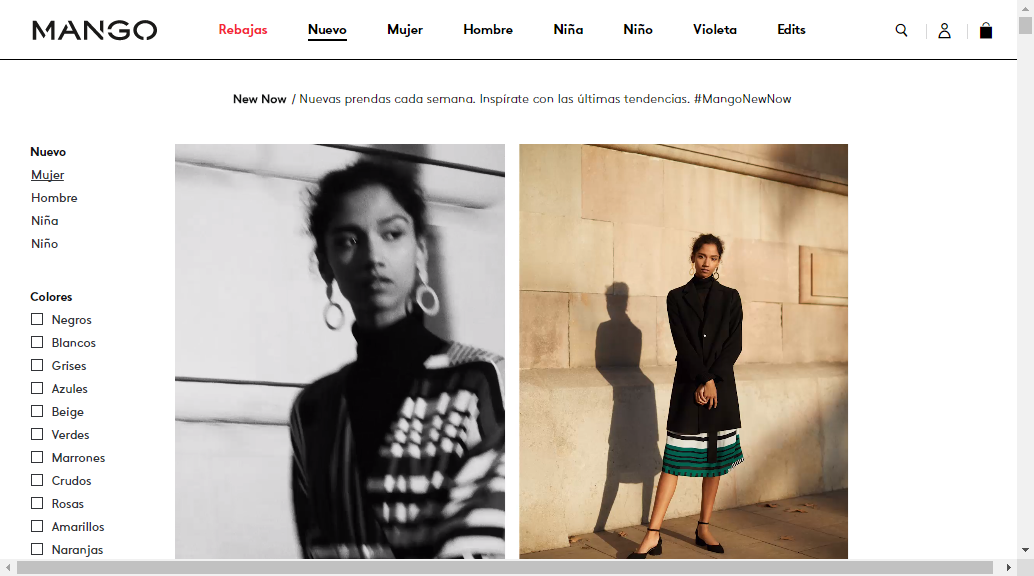 MANGO
Rebajas Nuevo Mujer Hombre Niña Niño Violeta Edits
New Now / Nuevas prendas cada semana. Inspírate con las últimas tendencias. #MangoNewNow
Nuevo
Mujer
Hombre
Niña
Niño
Colores
Negros
Blancos
Grises
Azules
Beige
Verdes
Marrones
Crudos
Rosas
Amarillos
Naranjas